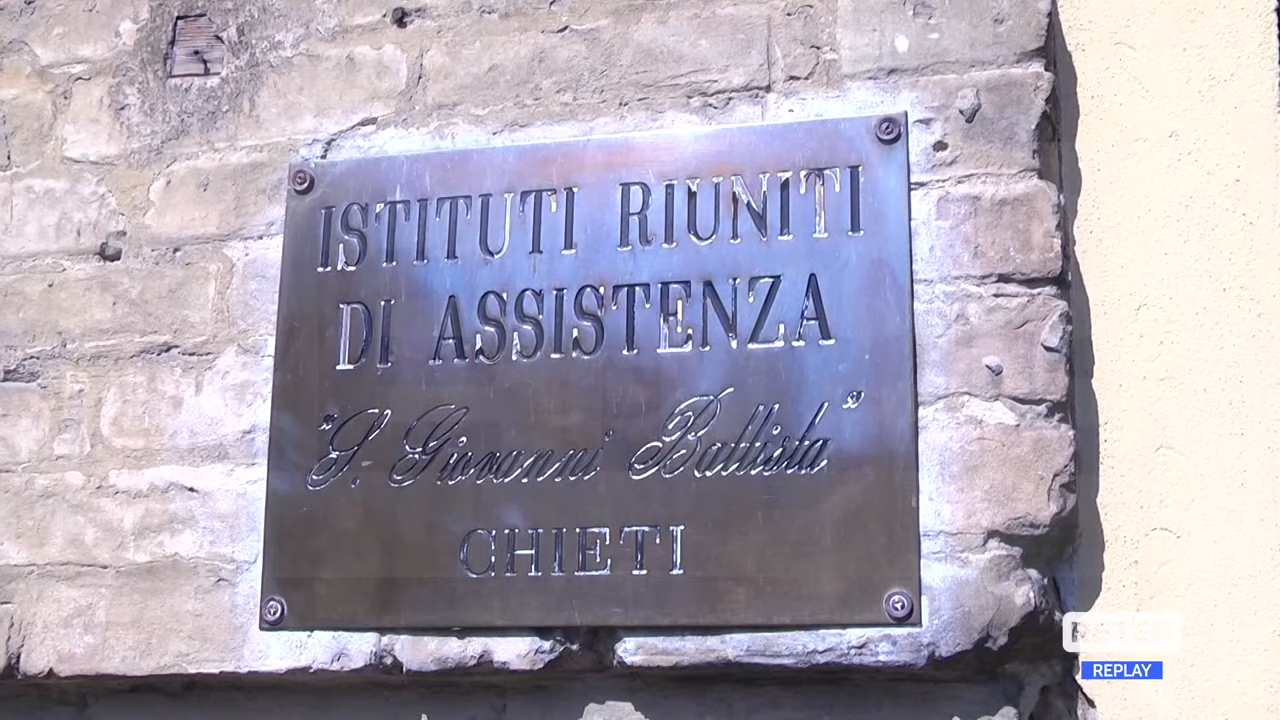 ISTITUTI RIUNITI
DI ASSISTENZA
"S. Giovanni Battista"
CHIETI
REPLAY